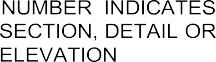 NUMBER INDICATES
SECTION, DETAIL OR
ELEVATION